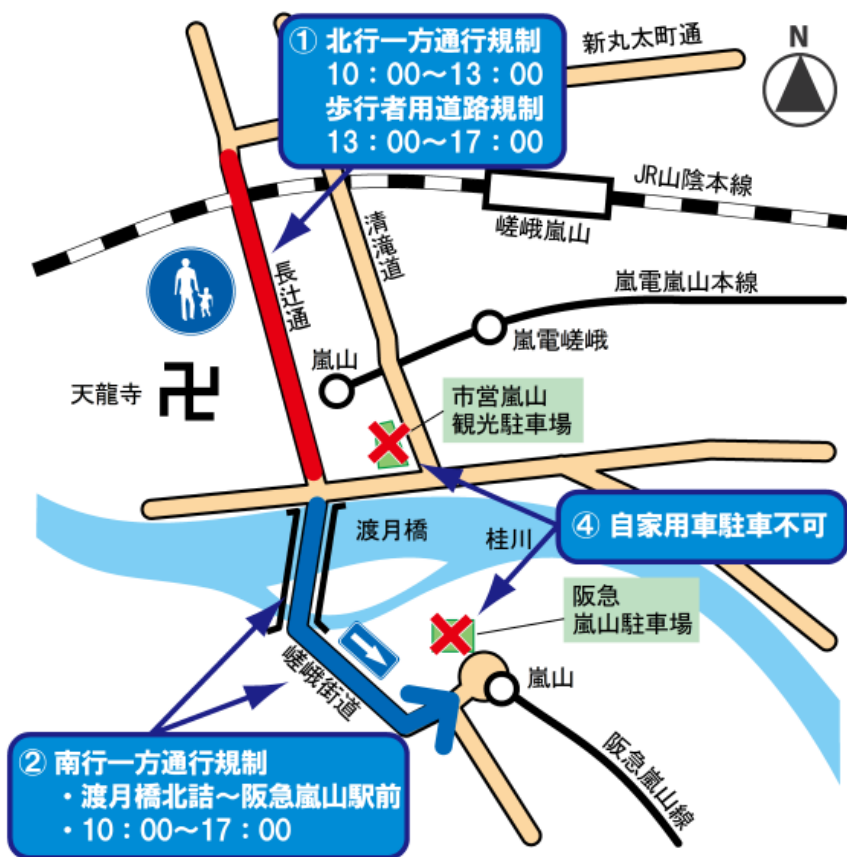 ① 北行一方通行規制
10：00～13：00
歩行者用道路規制
13：00～17：00
新丸太町通
N
JR山陰本線
嵯峨嵐山
清滝道
長辻通
嵐電嵐山本線
嵐電嵯峨
嵐山
天龍寺
卍
市営嵐山
観光駐車場
渡月橋
桂川
④ 自家用車駐車不可
阪急
嵐山駐車場
嵯峨街道
嵐山
阪急嵐山線
② 南行一方通行規制
・渡月橋北詰～阪急嵐山駅前
・10：00～17：00